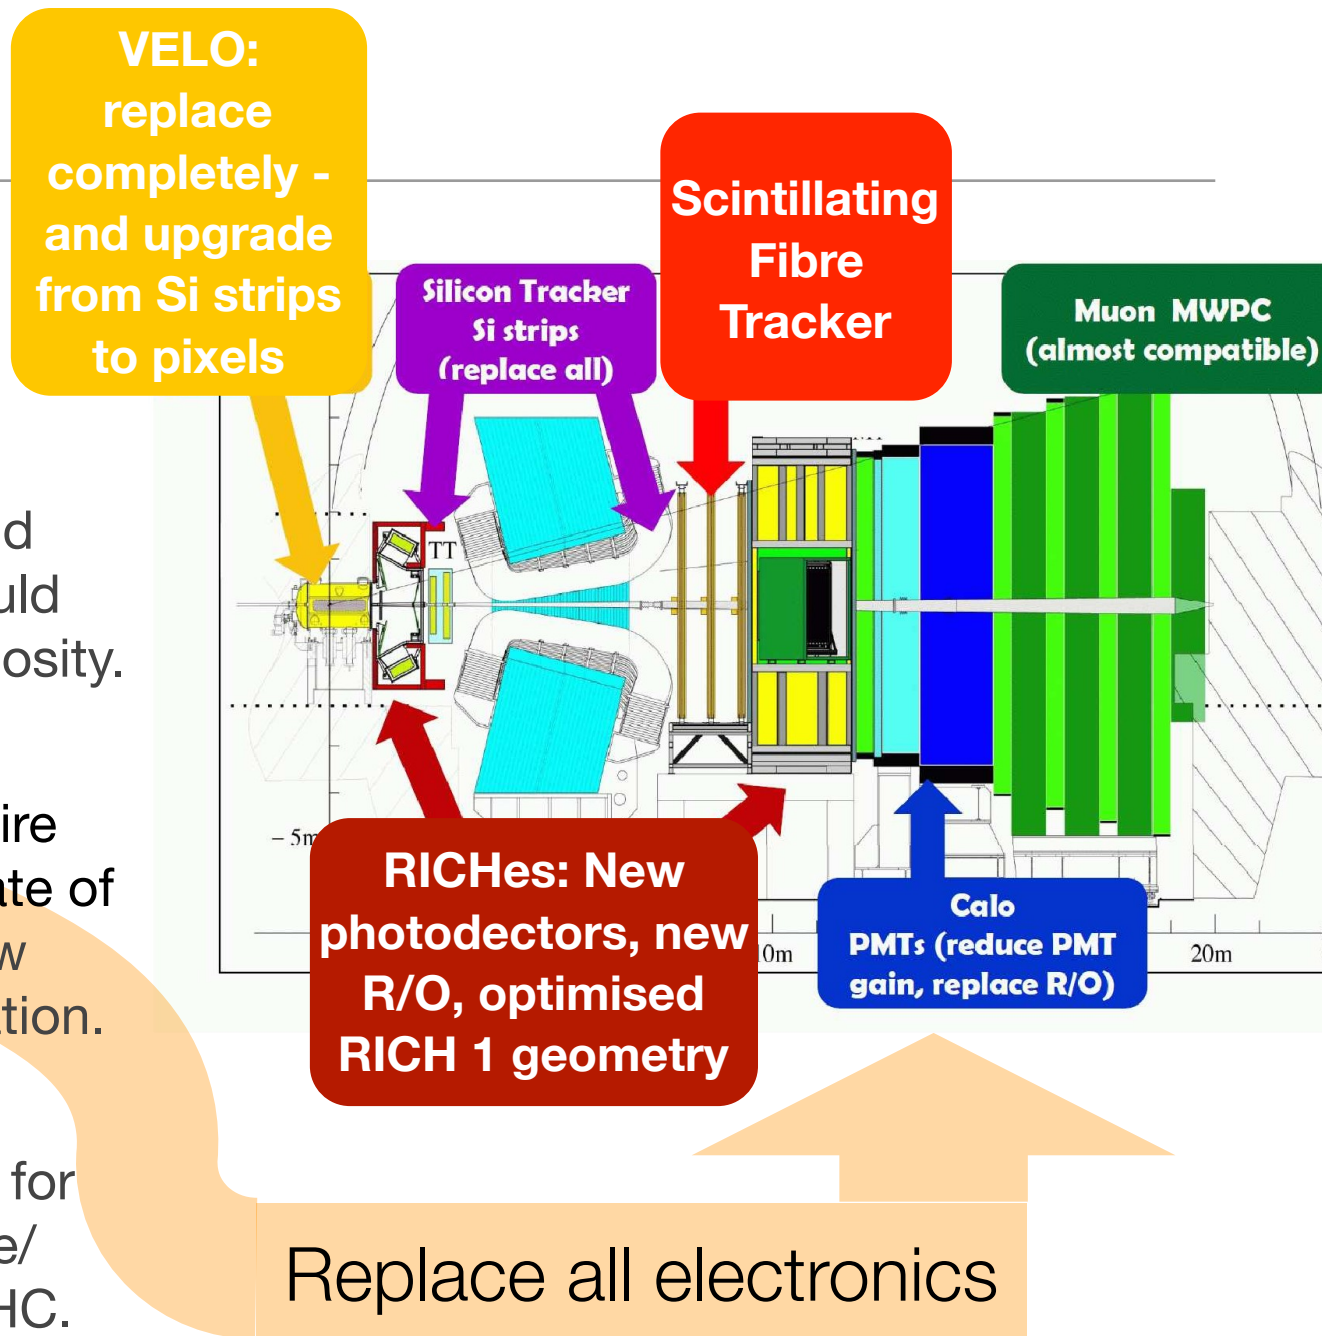 VELO:
replace
completely -
and upgrade
from Si strips
to pixels
Silicon Tracker
Si strips
(replace all)
Scintillating
Fibre
Tracker
Muon MWPC
(almost compatible)
TT
d
uld
osity.
ire
ate of
w
ation.
for
e/
HC.
– 5m
RICHes: New
photodectors, new
R/O, optimised
RICH 1 geometry
10m
Calo
PMTs (reduce PMT
gain, replace R/O)
20m
Replace all electronics